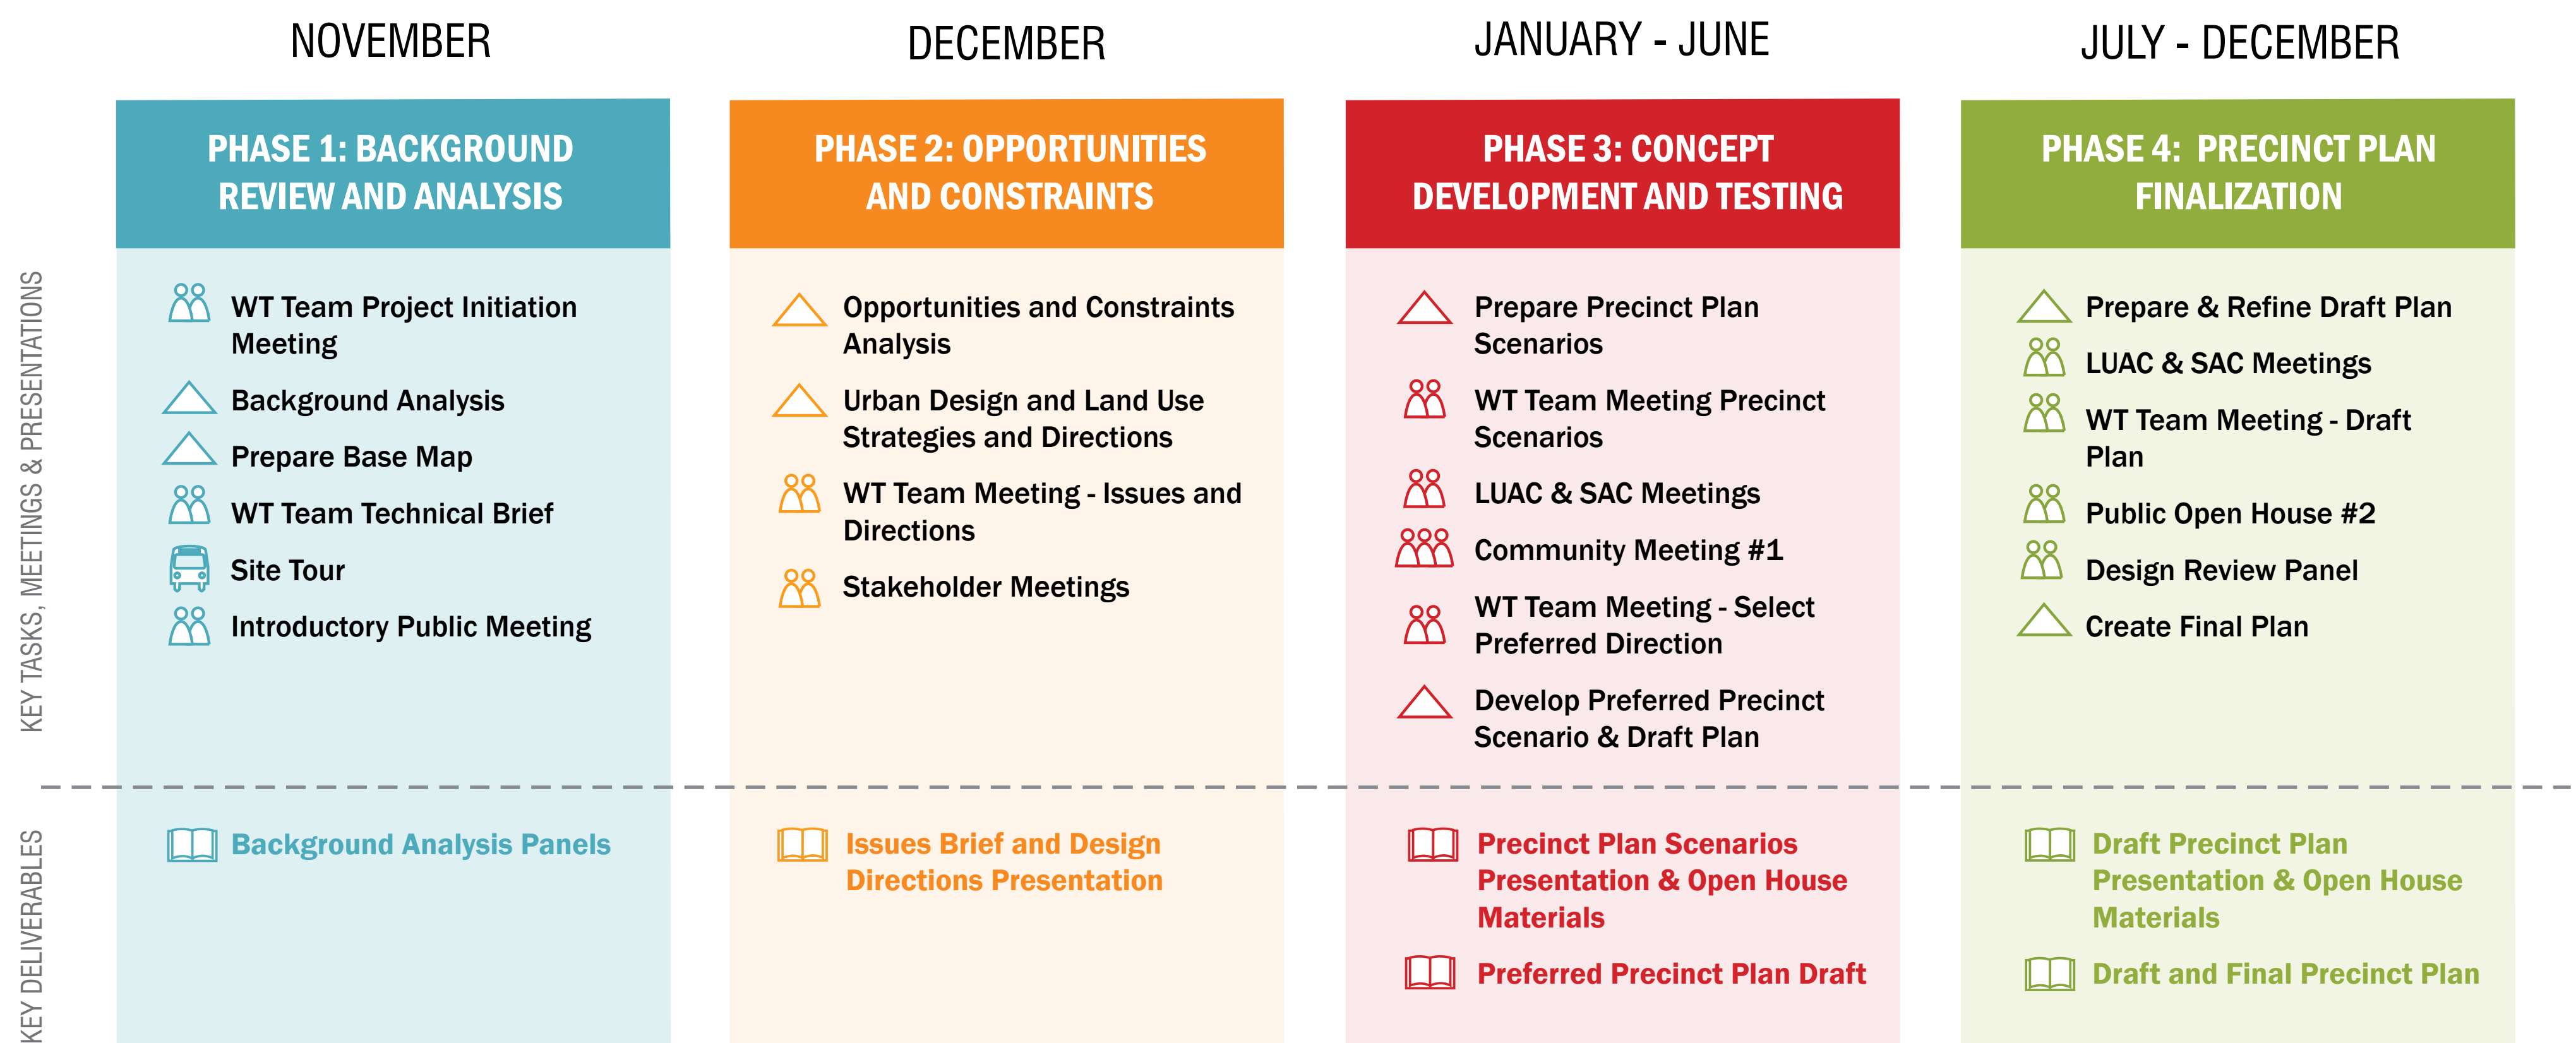 NOVEMBER
DECEMBER
JANUARY - JUNE
JULY - DECEMBER
PHASE 1: BACKGROUND
REVIEW AND ANALYSIS
PHASE 2: OPPORTUNITIES
AND CONSTRAINTS
PHASE 3: CONCEPT
DEVELOPMENT AND TESTING
PHASE 4: PRECINCT PLAN
FINALIZATION
KEY TASKS, MEETINGS & PRESENTATIONS
WT Team Project Initiation
Meeting
Background Analysis
Prepare Base Map
WT Team Technical Brief
Site Tour
Introductory Public Meeting
Opportunities and Constraints
Analysis
Urban Design and Land Use
Strategies and Directions
WT Team Meeting - Issues and
Directions
Stakeholder Meetings
Prepare Precinct Plan
Scenarios
WT Team Meeting Precinct
Scenarios
LUAC & SAC Meetings
Community Meeting #1
WT Team Meeting - Select
Preferred Direction
Develop Preferred Precinct
Scenario & Draft Plan
Prepare & Refine Draft Plan
LUAC & SAC Meetings
WT Team Meeting - Draft
Plan
Public Open House #2
Design Review Panel
Create Final Plan
KEY DELIVERABLES
Background Analysis Panels
Issues Brief and Design
Directions Presentation
Precinct Plan Scenarios
Presentation & Open House
Materials
Preferred Precinct Plan Draft
Draft Precinct Plan
Presentation & Open House
Materials
Draft and Final Precinct Plan